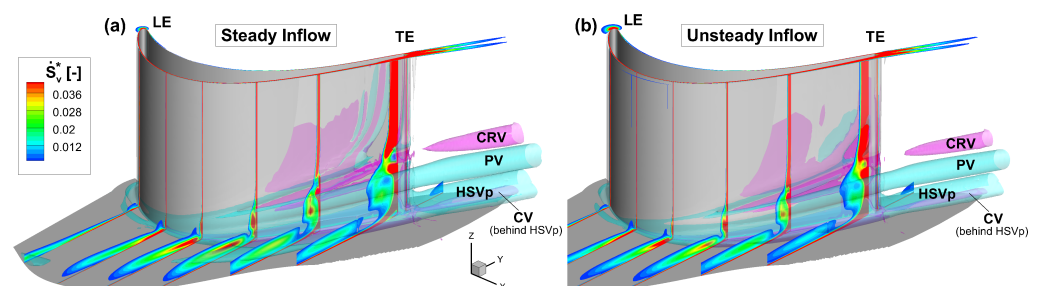 (a)
LE
Steady Inflow
TE
Ṡᵥ* [-]
0.036
0.028
0.02
0.012
CRV
PV
HSVp
CV
(behind HSVp)
Z
Y
X
(b)
LE
Unsteady Inflow
TE
CRV
PV
HSVp
CV
(behind HSVp)